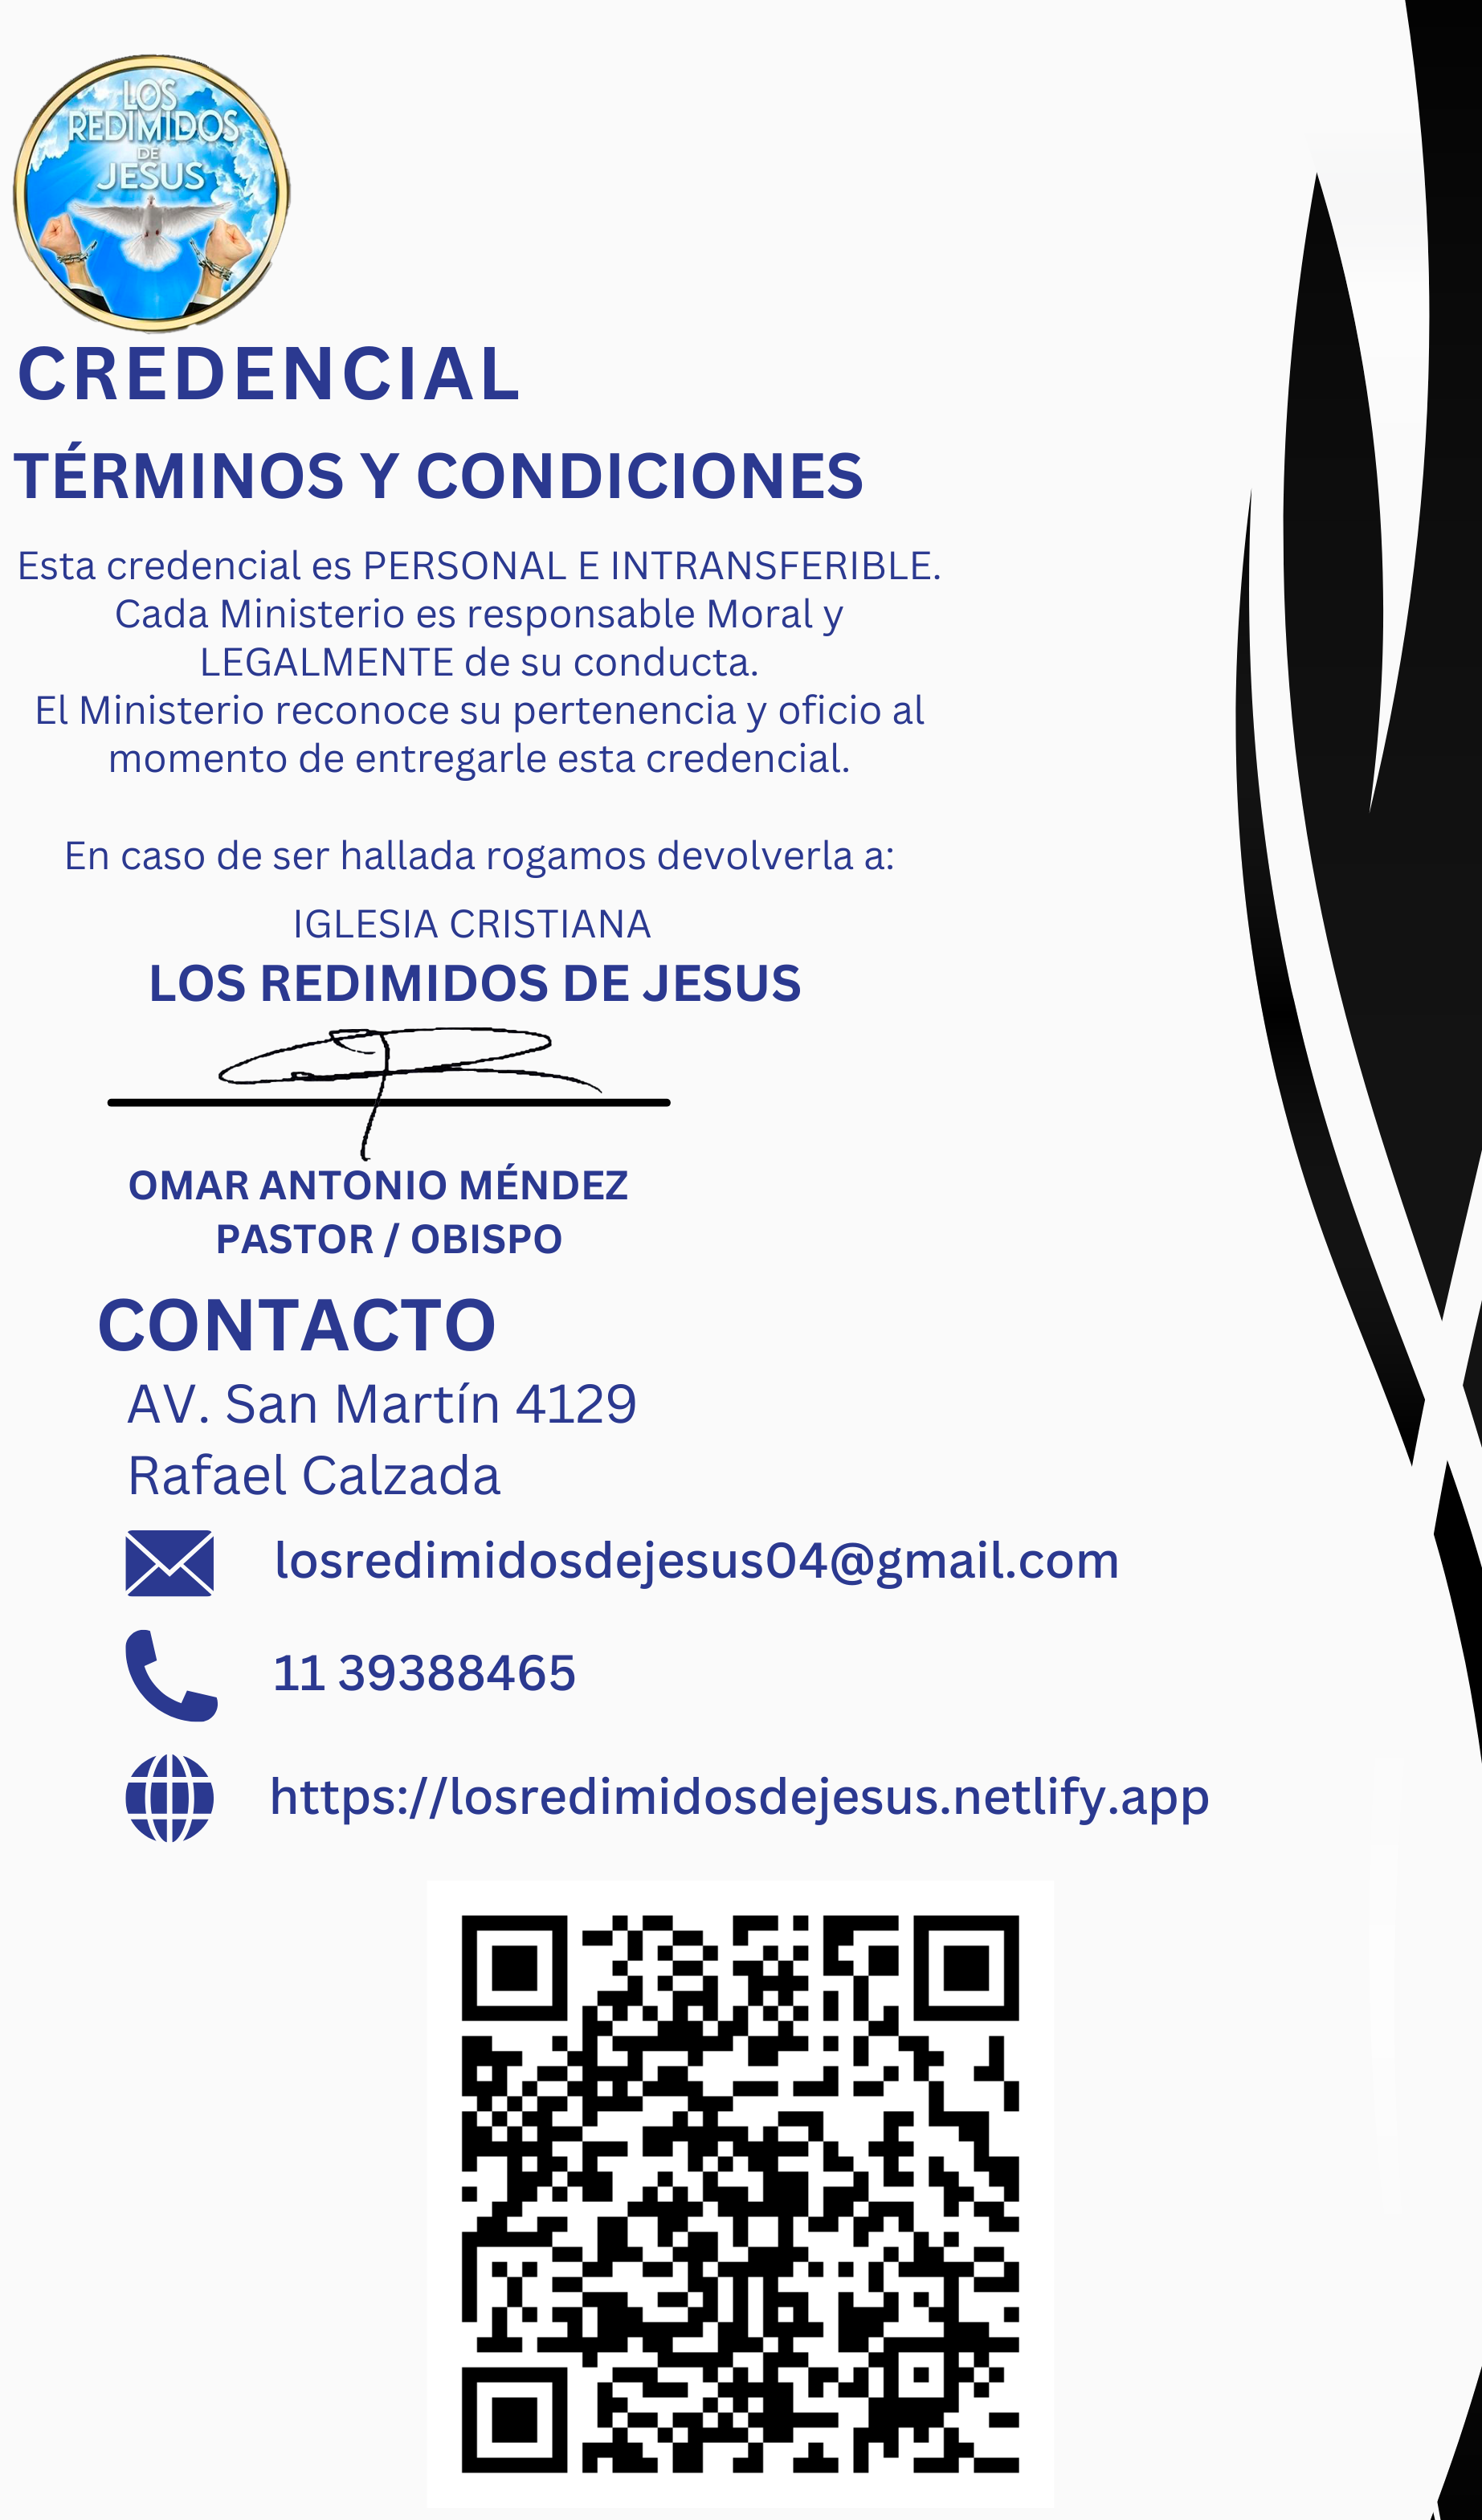 LOS
REDIMIDOS
DE
JESUS
CREDENCIAL
TÉRMINOS Y CONDICIONES
Esta credencial es PERSONAL E INTRANSFERIBLE.
Cada Ministerio es responsable Moral y
LEGALMENTE de su conducta.
El Ministerio reconoce su pertenencia y oficio al
momento de entregarle esta credencial.
En caso de ser hallada rogamos devolverla a:
IGLESIA CRISTIANA
LOS REDIMIDOS DE JESUS
OMAR ANTONIO MÉNDEZ
PASTOR / OBISPO
CONTACTO
AV. San Martín 4129
Rafael Calzada
losredimidosdejesus04@gmail.com
11 39388465
https://losredimidosdejesus.netlify.app